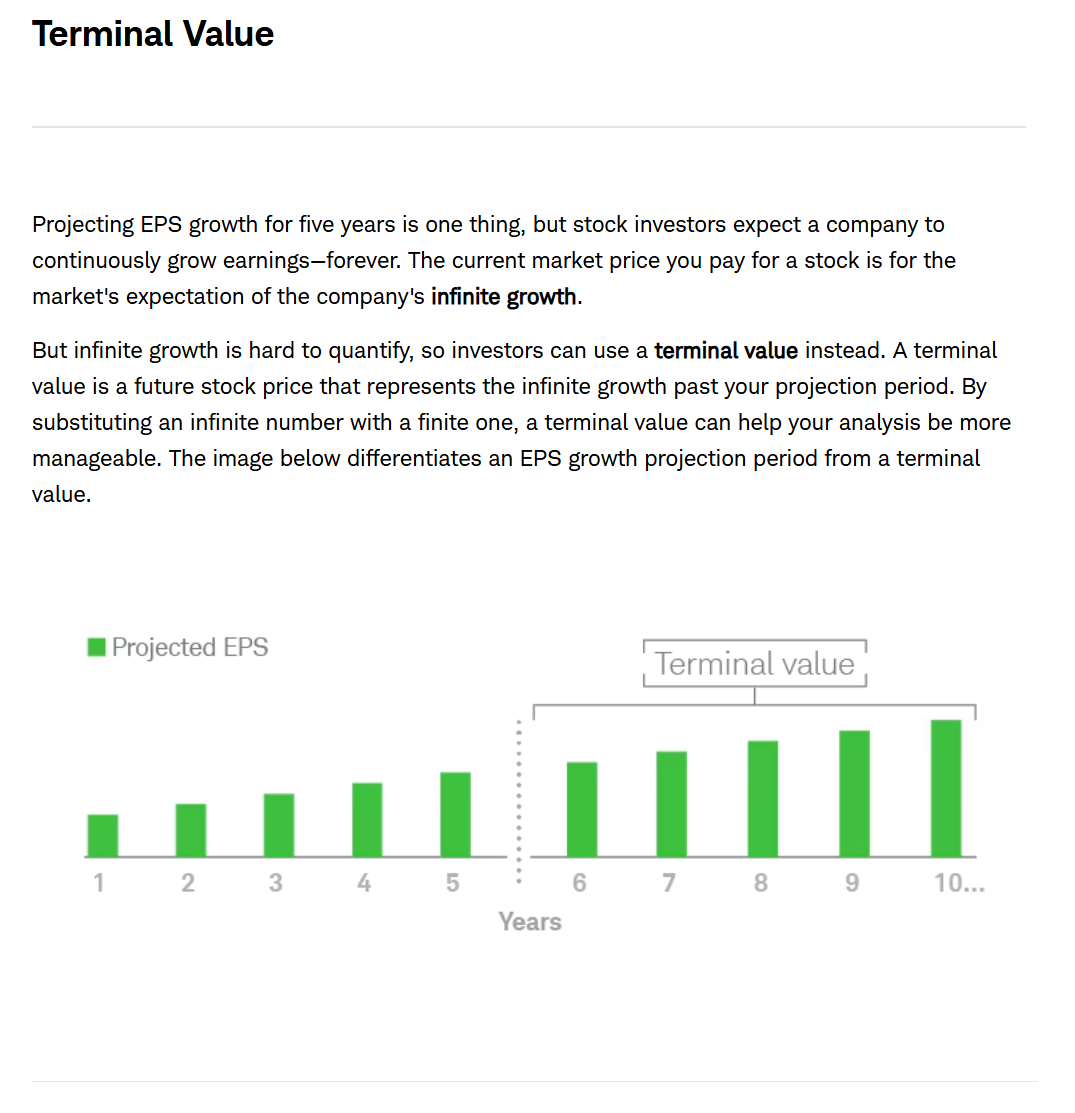 Terminal Value
Projecting EPS growth for five years is one thing, but stock investors expect a company to
continuously grow earnings—forever. The current market price you pay for a stock is for the
market's expectation of the company's infinite growth.
But infinite growth is hard to quantify, so investors can use a terminal value instead. A terminal
value is a future stock price that represents the infinite growth past your projection period. By
substituting an infinite number with a finite one, a terminal value can help your analysis be more
manageable. The image below differentiates an EPS growth projection period from a terminal
value.
Projected EPS
Terminal value
1 2 3 4 5 6 7 8 9 10...
Years